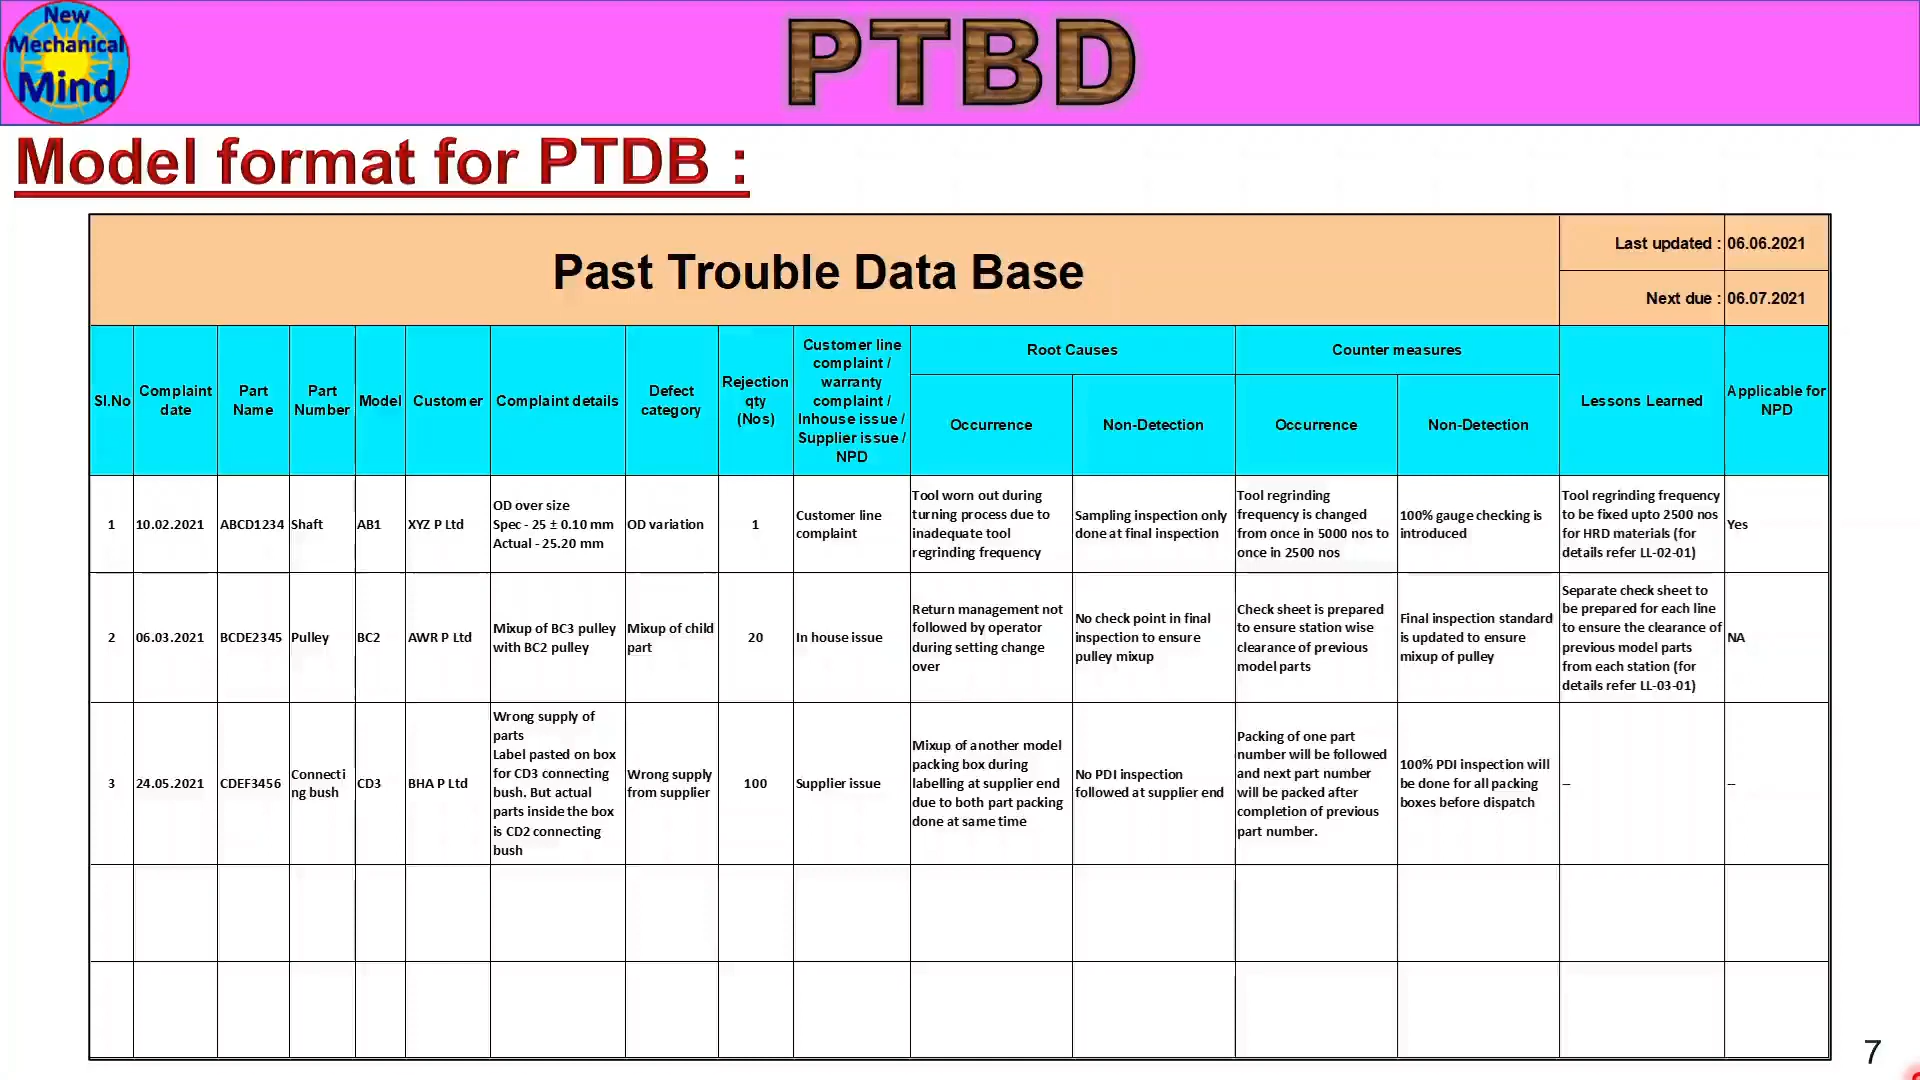 New
Mechanical
Mind
PTBD
Model format for PTDB :
Past Trouble Data Base
Last updated : 06.06.2021
Next due : 06.07.2021
Sl.No
Complaint
date
Part
Name
Part
Number
Model
Customer
Complaint details
Defect
category
Rejection
qty
(Nos)
Customer line
complaint /
warranty
complaint /
Inhouse issue /
Supplier issue /
NPD
Root Causes
Occurrence
Non-Detection
Counter measures
Occurrence
Non-Detection
Lessons Learned
Applicable for
NPD
1
10.02.2021
ABCD1234
Shaft
AB1
XYZ P Ltd
OD over size
Spec - 25 ± 0.10 mm
Actual - 25.20 mm
OD variation
1
Customer line
complaint
Tool worn out during
turning process due to
inadequate tool
regrinding frequency
Sampling inspection only
done at final inspection
Tool regrinding
frequency is changed
from once in 5000 nos to
once in 2500 nos
100% gauge checking is
introduced
Tool regrinding frequency
to be fixed upto 2500 nos
for HRD materials (for
details refer LL-02-01)
Yes
2
06.03.2021
BCDE2345
Pulley
BC2
AWR P Ltd
Mixup of BC3 pulley
with BC2 pulley
Mixup of child
part
20
In house issue
Return management not
followed by operator
during setting change
over
No check point in final
inspection to ensure
pulley mixup
Check sheet is prepared
to ensure station wise
clearance of previous
model parts
Final inspection standard
is updated to ensure
mixup of pulley
Separate check sheet to
be prepared for each line
to ensure the clearance of
previous model parts
from each station (for
details refer LL-03-01)
NA
3
24.05.2021
CDEF3456
Connecti
ng bush
CD3
BHA P Ltd
Wrong supply of
parts
Label pasted on box
for CD3 connecting
bush. But actual
parts inside the box
is CD2 connecting
bush
Wrong supply
from supplier
100
Supplier issue
Mixup of another model
packing box during
labelling at supplier end
due to both part packing
done at same time
No PDI inspection
followed at supplier end
Packing of one part
number will be followed
and next part number
will be packed after
completion of previous
part number.
100% PDI inspection will
be done for all packing
boxes before dispatch
--
--
7